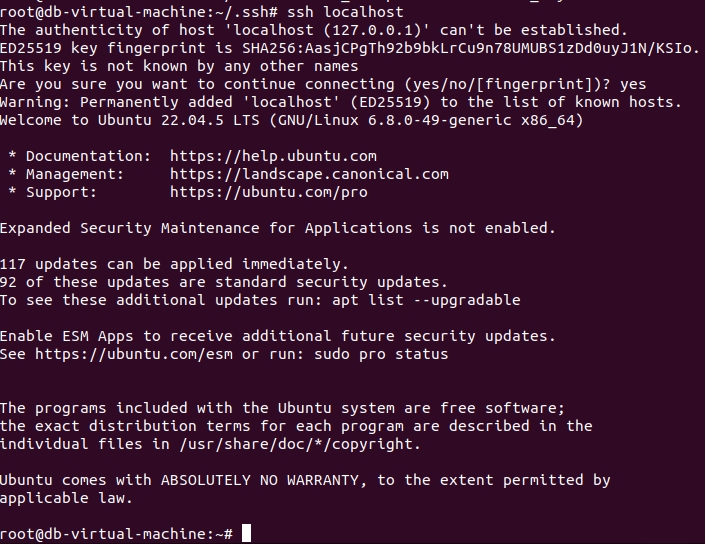 root@db-virtual-machine:~/.ssh# ssh localhost
The authenticity of host 'localhost (127.0.0.1)' can't be established.
ED25519 key fingerprint is SHA256:AasjCPgTh92b9bkLrCu9n78UMUBS1zDd0uyJ1N/KSIo.
This key is not known by any other names
Are you sure you want to continue connecting (yes/no/[fingerprint])? yes
Warning: Permanently added 'localhost' (ED25519) to the list of known hosts.
Welcome to Ubuntu 22.04.5 LTS (GNU/Linux 6.8.0-49-generic x86_64)

 * Documentation:  https://help.ubuntu.com
 * Management:     https://landscape.canonical.com
 * Support:        https://ubuntu.com/pro

Expanded Security Maintenance for Applications is not enabled.

117 updates can be applied immediately.
92 of these updates are standard security updates.
To see these additional updates run: apt list --upgradable

Enable ESM Apps to receive additional future security updates.
See https://ubuntu.com/esm or run: sudo pro status

The programs included with the Ubuntu system are free software;
the exact distribution terms for each program are described in the
individual files in /usr/share/doc/*/copyright.

Ubuntu comes with ABSOLUTELY NO WARRANTY, to the extent permitted by
applicable law.

root@db-virtual-machine:~#